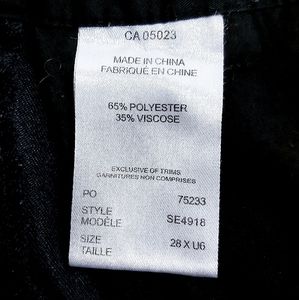 CA 05023
MADE IN CHINA
FABRIQUÉ EN CHINE
65% POLYESTER
35% VISCOSE
EXCLUSIVE OF TRIMS
GARNITURES NON COMPRISES
PO 75233
STYLE
MODÈLE SE4918
SIZE
TAILLE 28 X U6